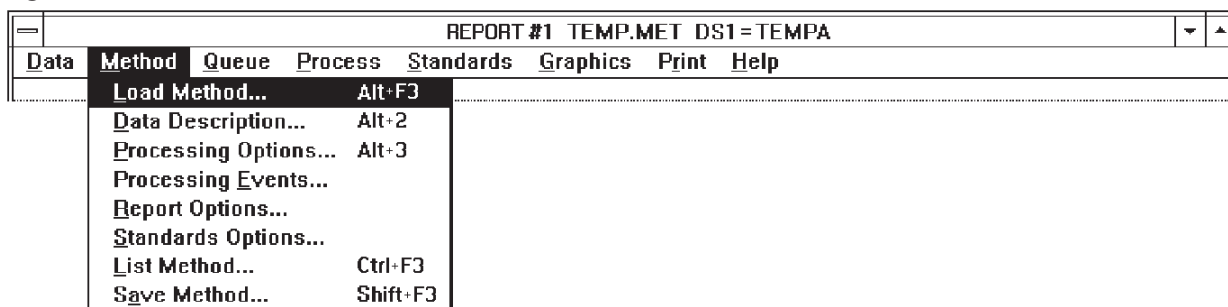 REPORT #1 TEMP.MET DS1=TEMPA
Data Method Queue Process Standards Graphics Print Help
Load Method... Alt+F3
Data Description... Alt+2
Processing Options... Alt+3
Processing Events...
Report Options...
Standards Options...
List Method... Ctrl+F3
Save Method... Shift+F3